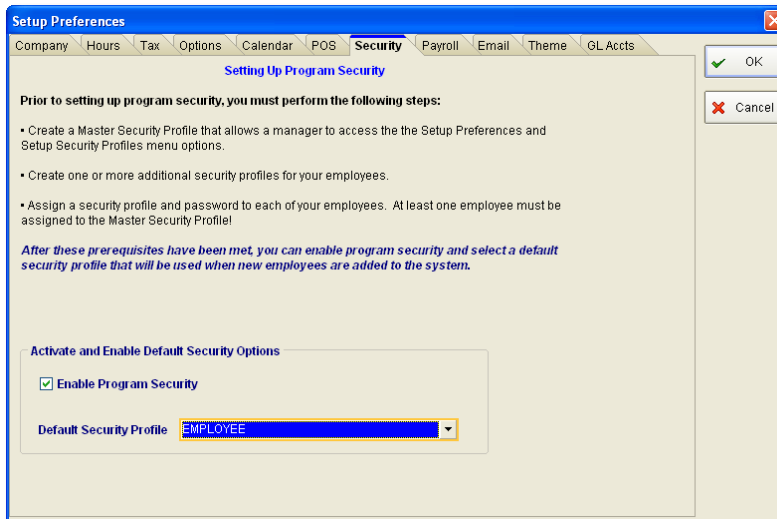 Setup Preferences
Company Hours Tax Options Calendar POS Security Payroll Email Theme GL Accts
OK
Cancel
Setting Up Program Security
Prior to setting up program security, you must perform the following steps:
• Create a Master Security Profile that allows a manager to access the the Setup Preferences and
Setup Security Profiles menu options.
• Create one or more additional security profiles for your employees.
• Assign a security profile and password to each of your employees. At least one employee must be
assigned to the Master Security Profile!
After these prerequisites have been met, you can enable program security and select a default
security profile that will be used when new employees are added to the system.
Activate and Enable Default Security Options
Enable Program Security
Default Security Profile EMPLOYEE